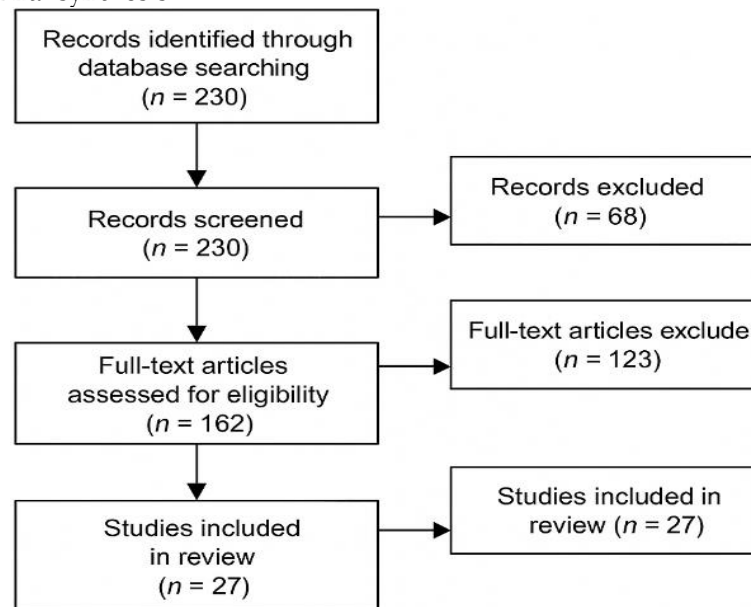 Records identified through
database searching
(n = 230)
Records screened
(n = 230)
Records excluded
(n = 68)
Full-text articles
assessed for eligibility
(n = 162)
Full-text articles exclude
(n = 123)
Studies included
in review
(n = 27)
Studies included in
review (n = 27)